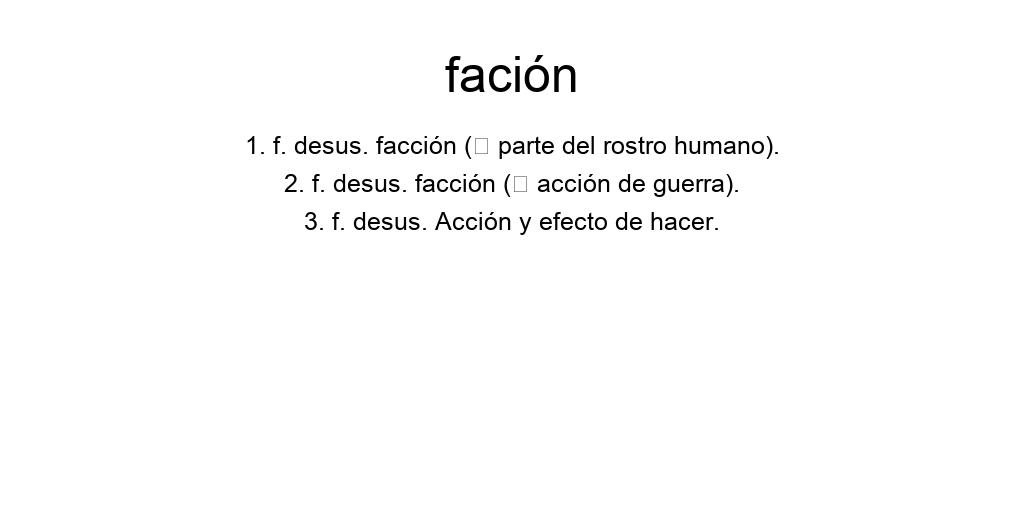 fación
1. f. desus. facción (□ parte del rostro humano).
2. f. desus. facción (□ acción de guerra).
3. f. desus. Acción y efecto de hacer.